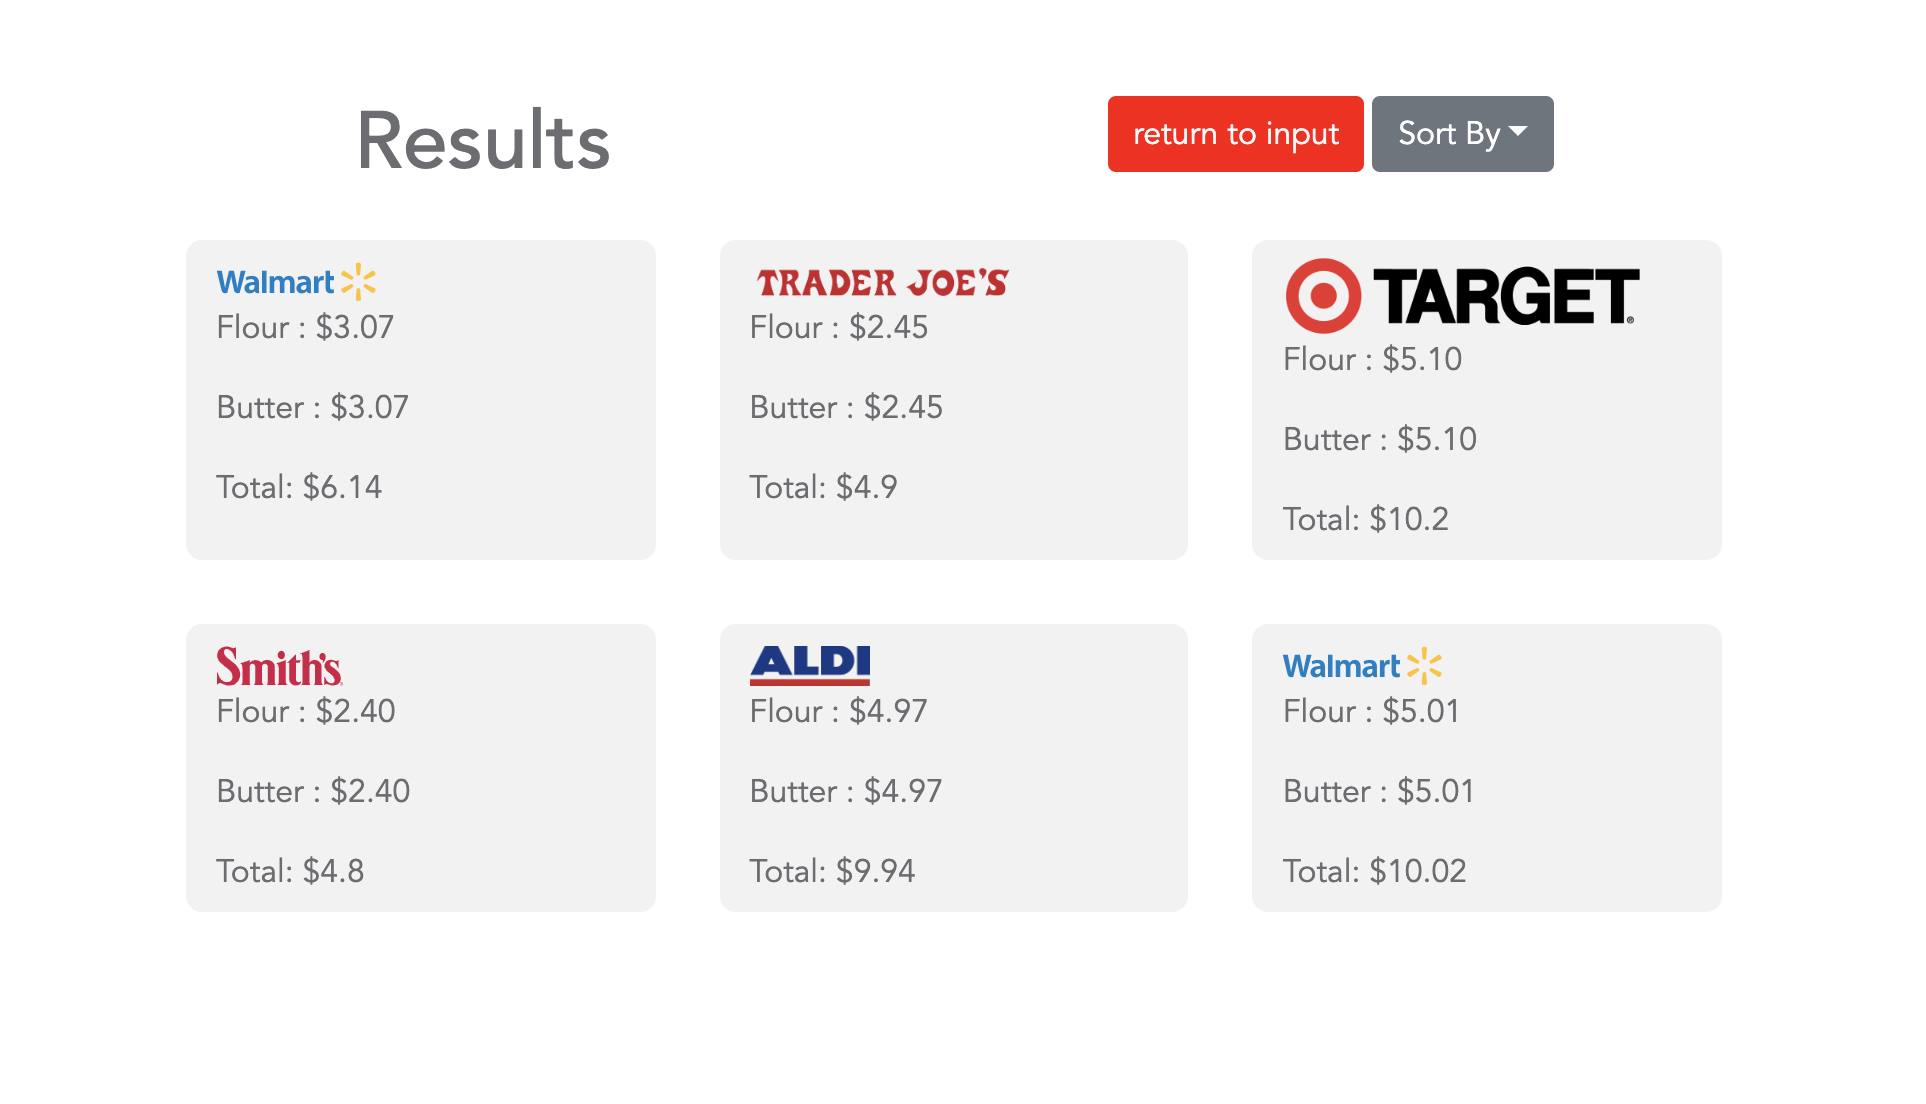 Results
return to input
Sort By
Walmart
Flour : $3.07
Butter : $3.07
Total: $6.14
TRADER JOE'S
Flour : $2.45
Butter : $2.45
Total: $4.9
TARGET®
Flour : $5.10
Butter : $5.10
Total: $10.2
Smith's
Flour : $2.40
Butter : $2.40
Total: $4.8
ALDI
Flour : $4.97
Butter : $4.97
Total: $9.94
Walmart
Flour : $5.01
Butter : $5.01
Total: $10.02